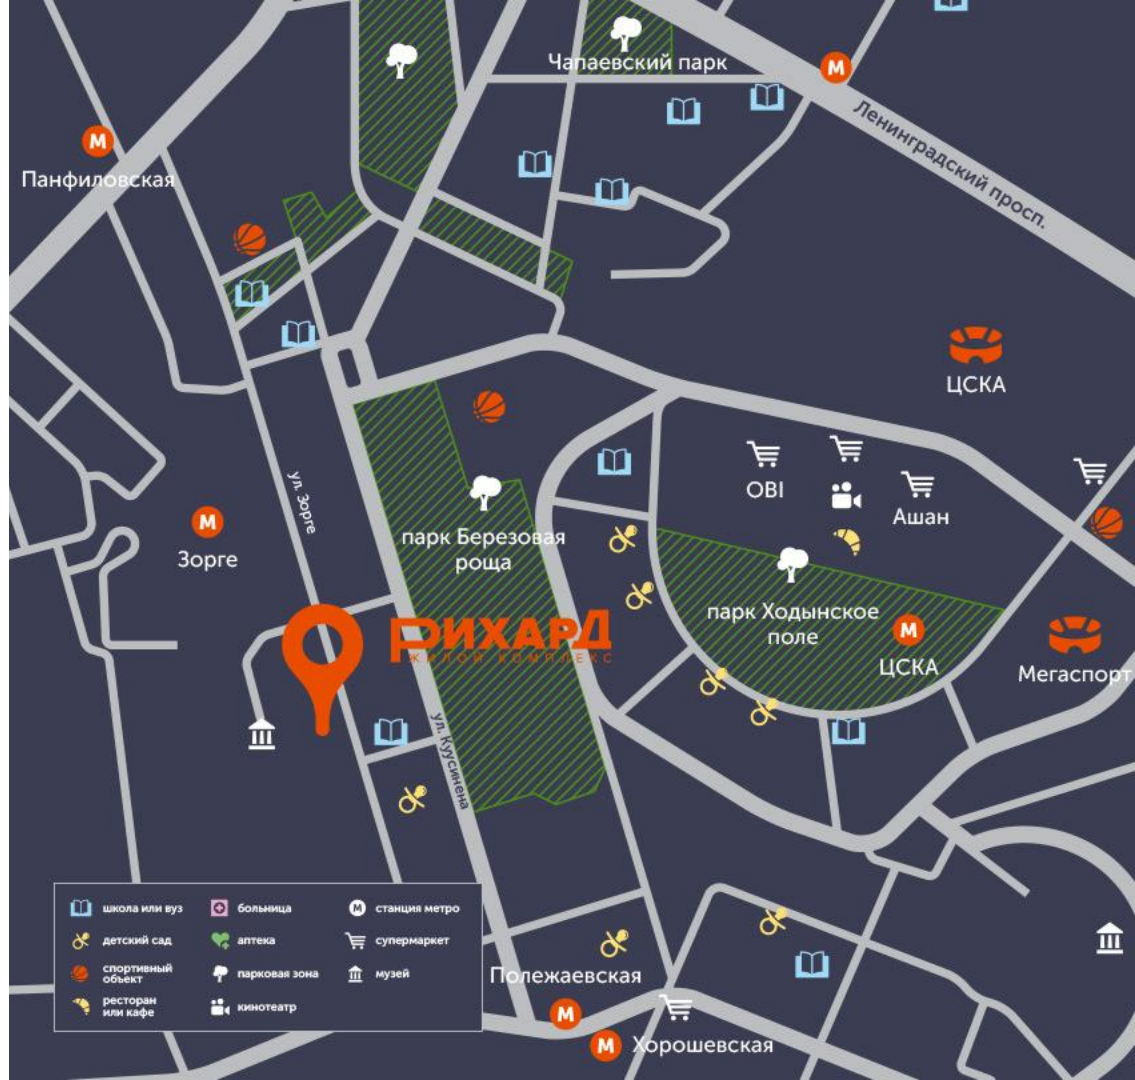 Чапаевский парк
М
Ленинградский просп.
М
Панфиловская
ЦСКА
OBI
Ашан
ул. Зорге
М
Зорге
парк Березовая
роща
парк Ходынское
поле
М
ЦСКА
РИХАРД
ЖИЛОЙ КОМПЛЕКС
Мегаспорт
ул. Куусинена
школа или вуз
больница
М
станция метро
детский сад
аптека
супермаркет
спортивный
объект
парковая зона
музей
ресторан
или кафе
кинотеатр
Полежаевская
М
М
Хорошевская